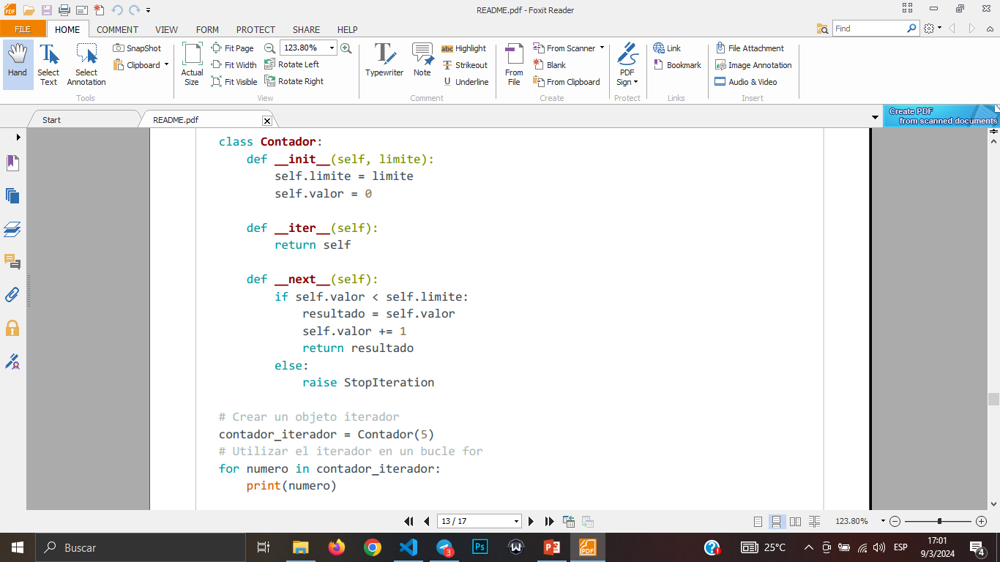 README.pdf - Foxit Reader
FILE HOME COMMENT VIEW FORM PROTECT SHARE HELP
Find
Hand
Select Text
Select Annotation
SnapShot
Clipboard
Tools
Actual Size
Fit Page
Fit Width
Fit Visible
123.80%
Rotate Left
Rotate Right
View
Typewriter
Note
abc Highlight
T Strikeout
U Underline
Comment
From File
From Scanner
Blank
From Clipboard
Create
PDF Sign
Protect
Link
Bookmark
Links
File Attachment
Image Annotation
Audio & Video
Insert
Start
README.pdf
Create PDF
from scanned documents
class Contador:
    def __init__(self, limite):
        self.limite = limite
        self.valor = 0
    def __iter__(self):
        return self
    def __next__(self):
        if self.valor < self.limite:
            resultado = self.valor
            self.valor += 1
            return resultado
        else:
            raise StopIteration
# Crear un objeto iterador
contador_iterador = Contador(5)
# Utilizar el iterador en un bucle for
for numero in contador_iterador:
    print(numero)
13 / 17
123.80%
Buscar
3
Ps
PDF
25°C
ESP
17:01
9/3/2024
4